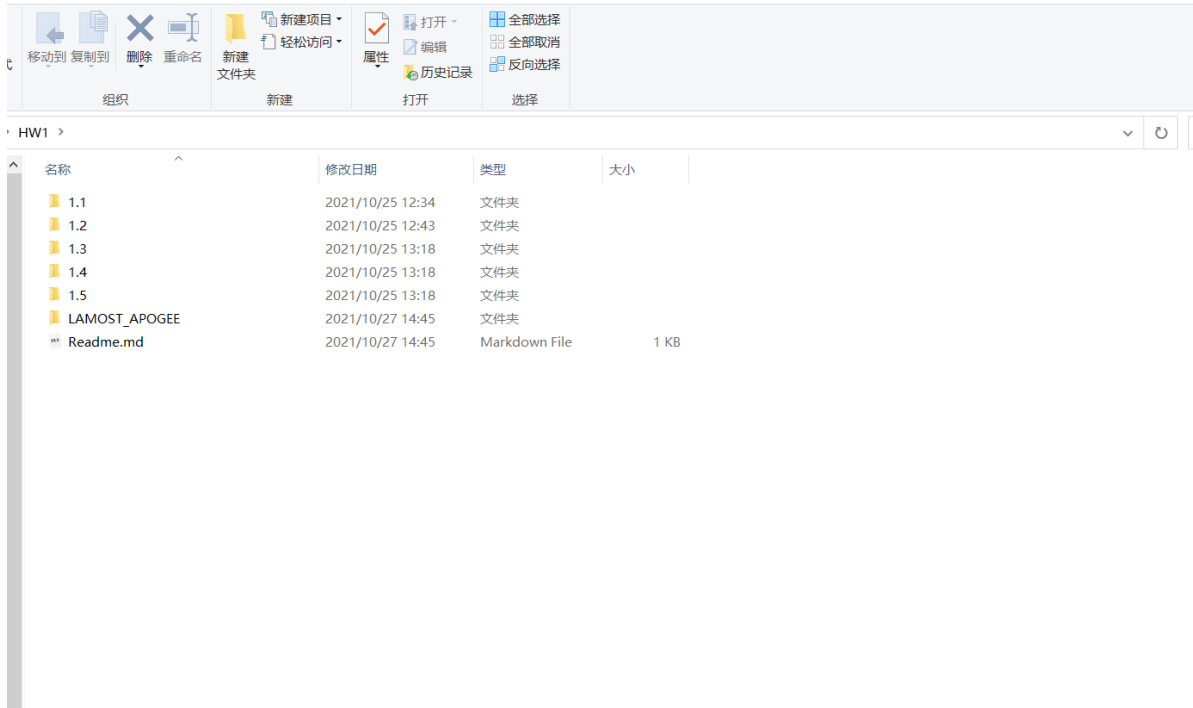 新建项目
打开
全部选择
轻松访问
编辑
全部取消
移动到 复制到 删除 重命名 新建
文件夹
属性
历史记录
反向选择
组织 新建 打开 选择
HW1
名称 修改日期 类型 大小
1.1 2021/10/25 12:34 文件夹
1.2 2021/10/25 12:43 文件夹
1.3 2021/10/25 13:18 文件夹
1.4 2021/10/25 13:18 文件夹
1.5 2021/10/25 13:18 文件夹
LAMOST_APOGEE 2021/10/27 14:45 文件夹
Readme.md 2021/10/27 14:45 Markdown File 1 KB